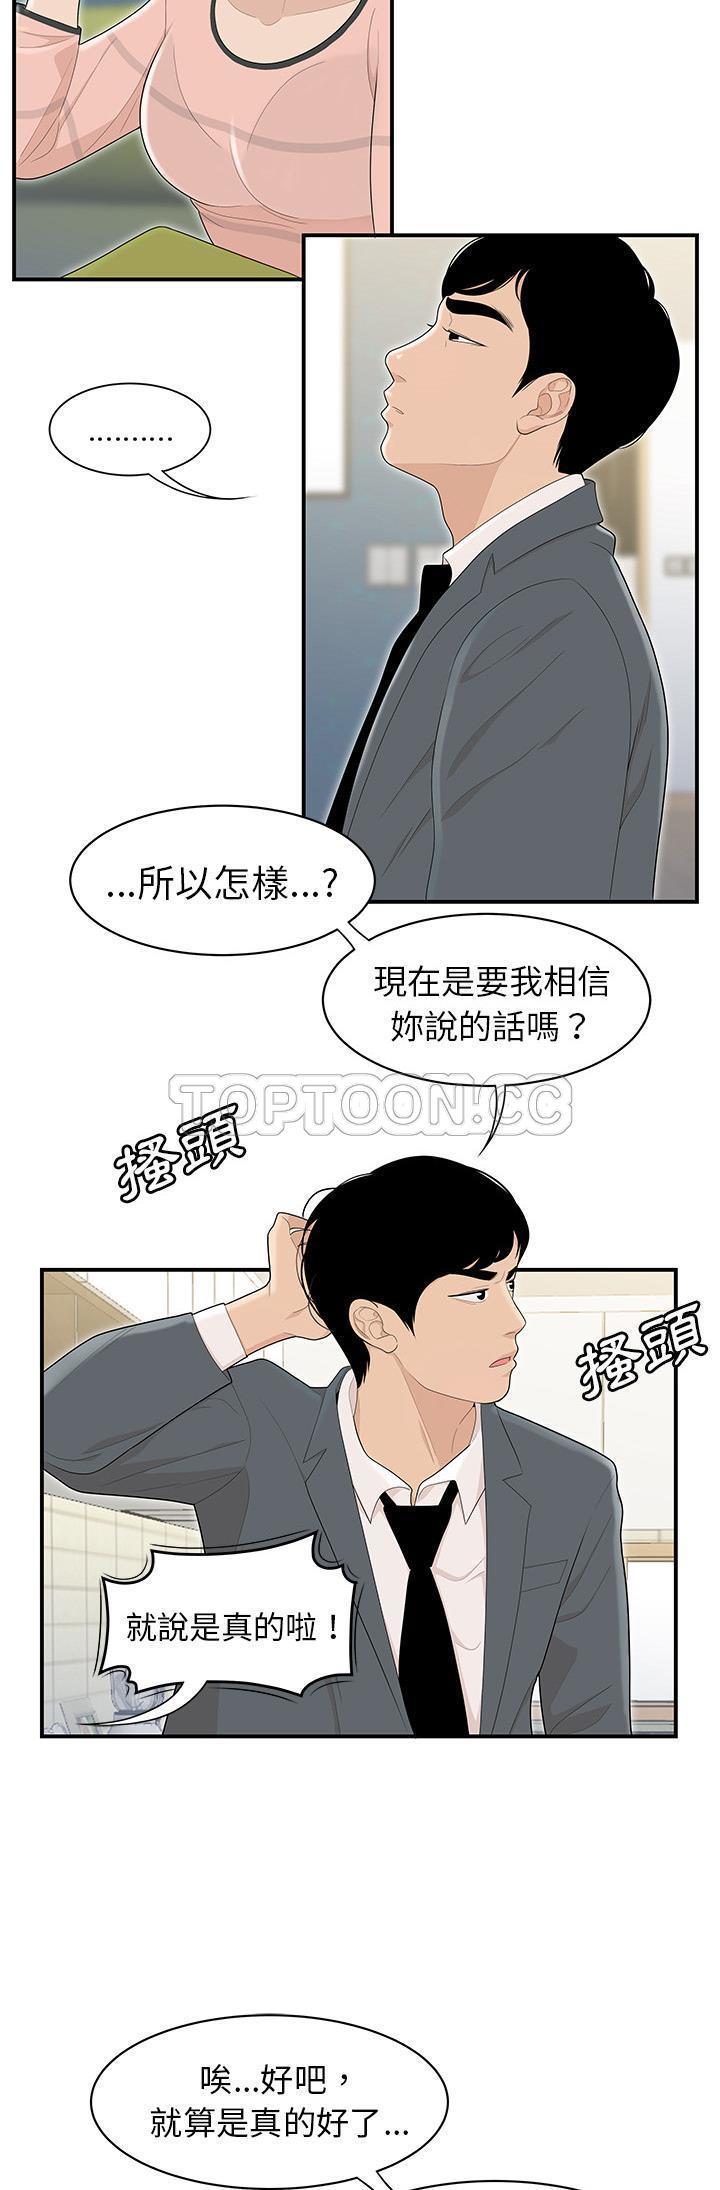 ..........
...所以怎樣...?
現在是要我相信
妳說的話嗎？
TOPTOON.CC
搔頭
搔頭
就說是真的啦！
唉...好吧，
就算是真的好了...